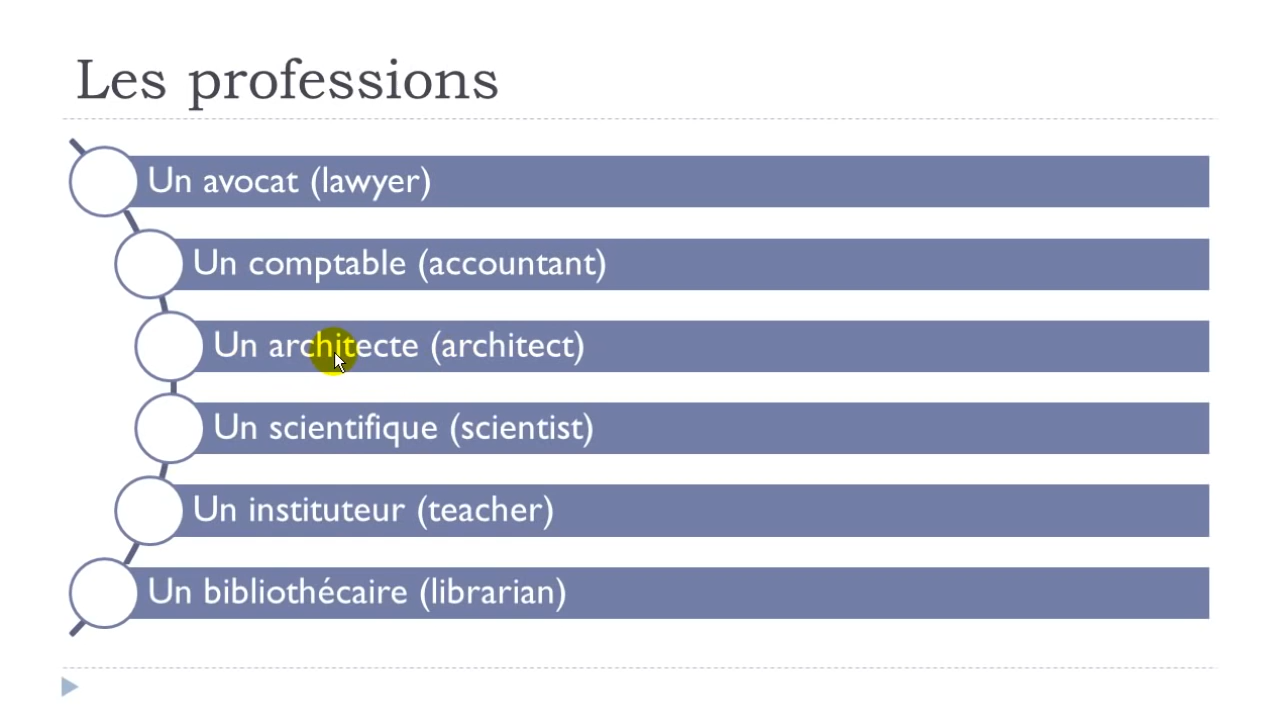 Les professions
Un avocat (lawyer)
Un comptable (accountant)
Un architecte (architect)
Un scientifique (scientist)
Un instituteur (teacher)
Un bibliothécaire (librarian)